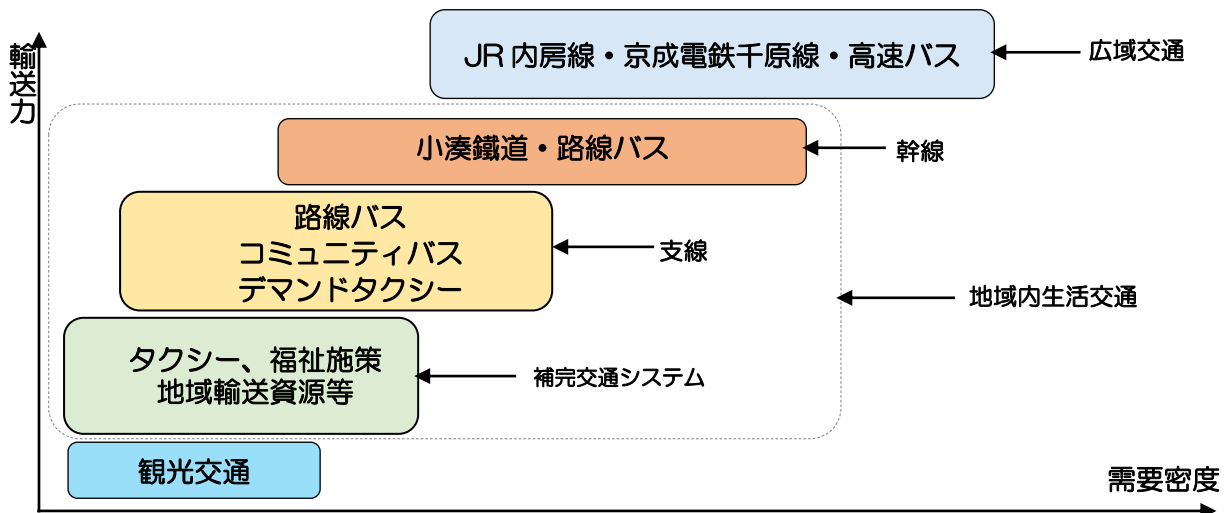 輸送力
JR内房線・京成電鉄千原線・高速バス
広域交通
小湊鐵道・路線バス
幹線
路線バス
コミュニティバス
デマンドタクシー
支線
地域内生活交通
タクシー、福祉施策
地域輸送資源等
補完交通システム
観光交通
需要密度